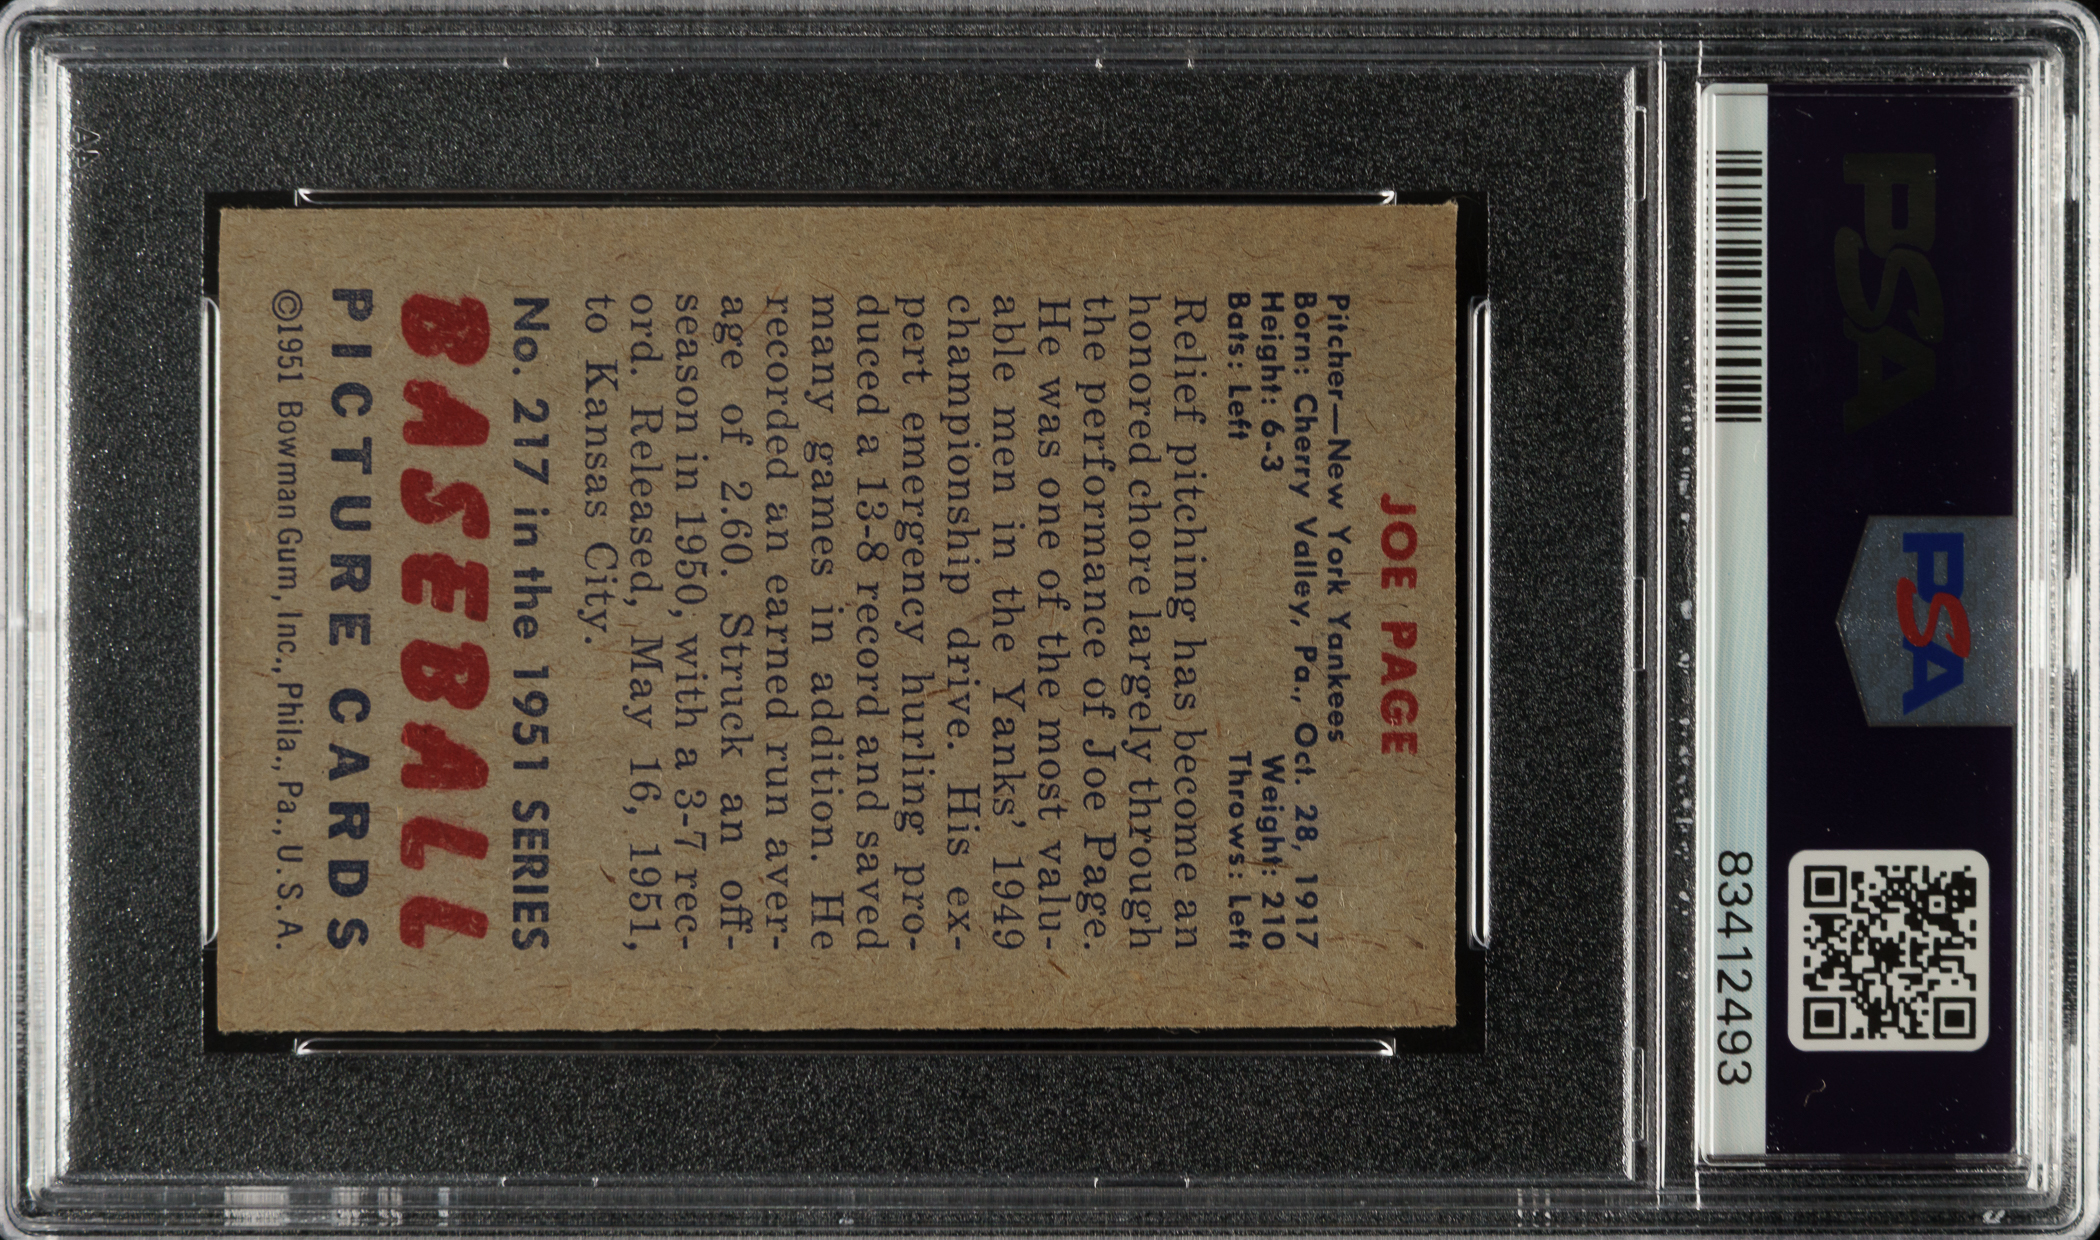 PSA
PSA
83412493
JOE PAGE
Pitcher—New York Yankees
Born: Cherry Valley, Pa., Oct. 28, 1917
Height: 6-3 Weight: 210
Bats: Left Throws: Left
Relief pitching has become an
honored chore largely through
the performance of Joe Page.
He was one of the most valu-
able men in the Yanks' 1949
championship drive. His ex-
pert emergency hurling pro-
duced a 13-8 record and saved
many games in addition. He
recorded an earned run aver-
age of 2.60. Struck an off-
season in 1950, with a 3-7 rec-
ord. Released, May 16, 1951,
to Kansas City.
No. 217 in the 1951 SERIES
BASEBALL
PICTURE CARDS
©1951 Bowman Gum, Inc., Phila., Pa., U. S. A.